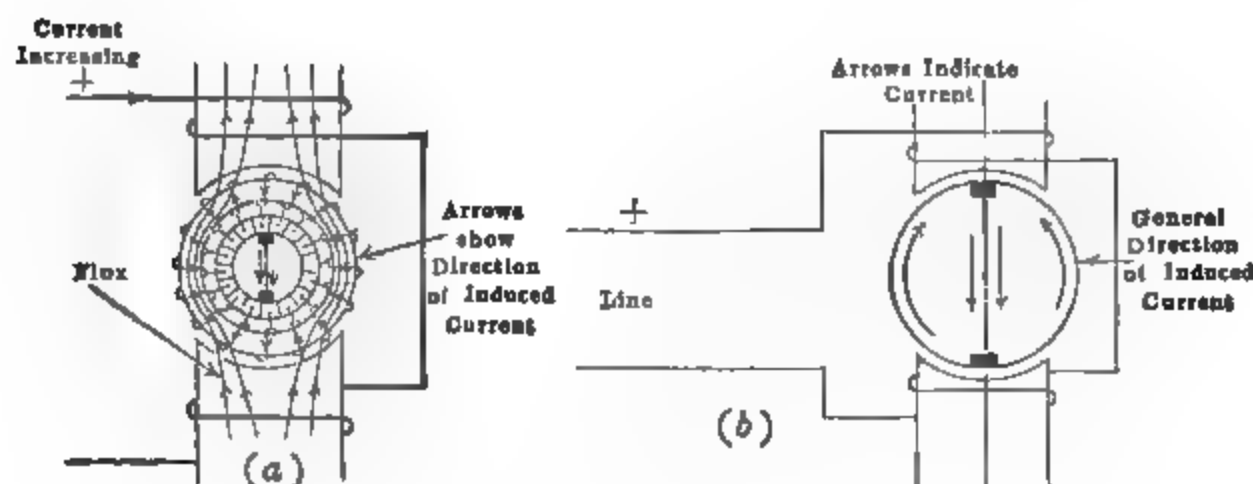 Current
Increasing
+
Arrows
show
Direction
of Induced
Current
Flux
(a)
Arrows Indicate
Current
+
Line
General
Direction
of Induced
Current
(b)